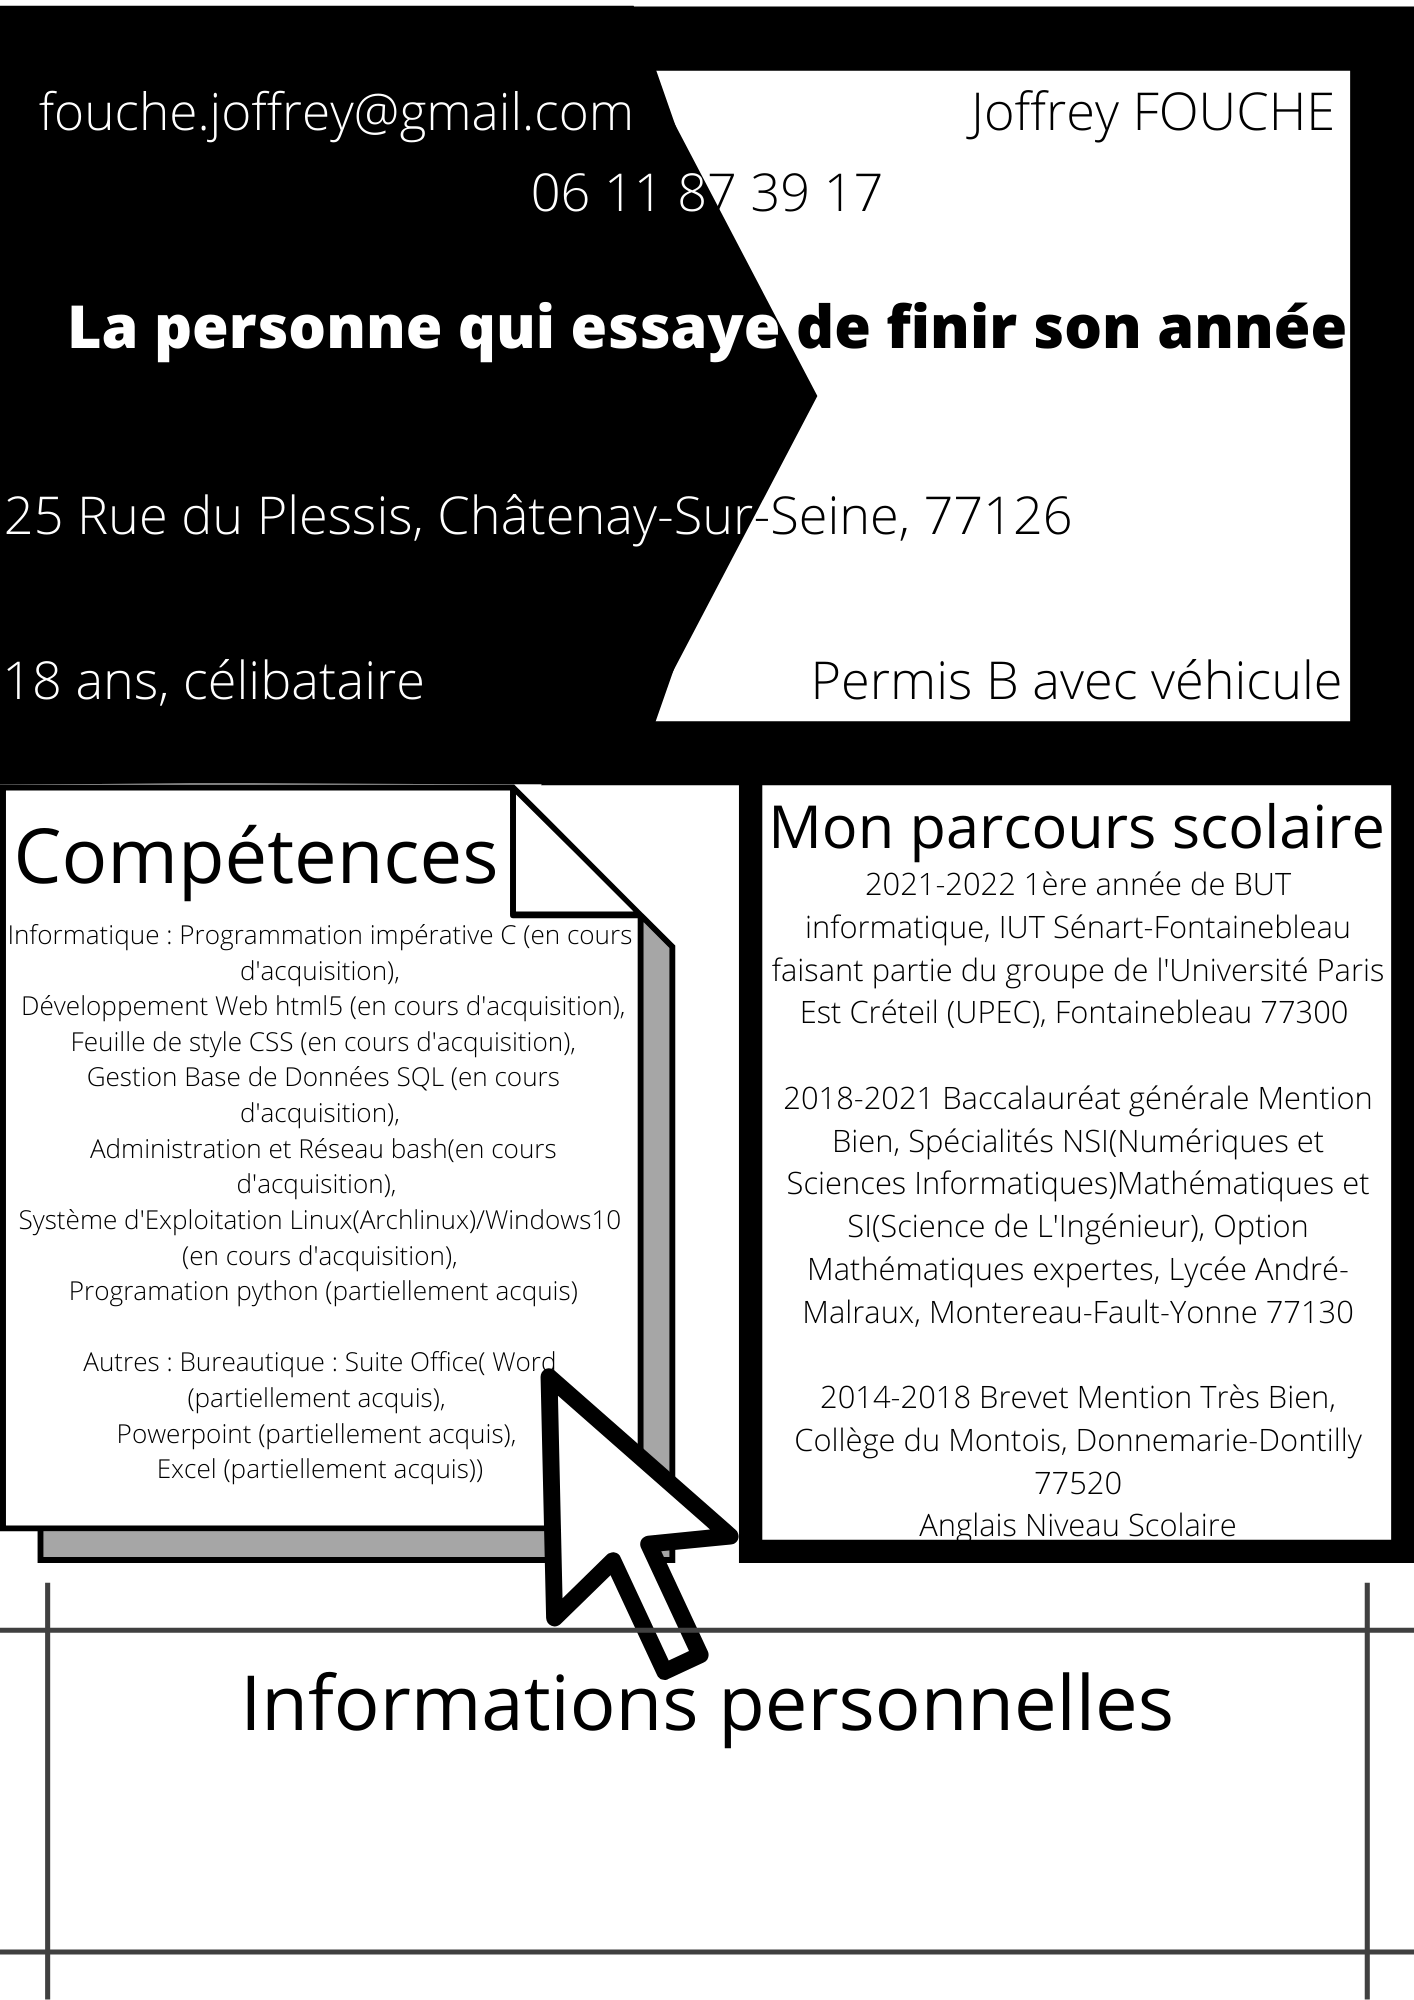 fouche.joffrey@gmail.com
Joffrey FOUCHE
06 11 87 39 17
La personne qui essaye de finir son année
25 Rue du Plessis, Châtenay-Sur-Seine, 77126
18 ans, célibataire
Permis B avec véhicule
Compétences
Informatique : Programmation impérative C (en cours
d'acquisition),
Développement Web html5 (en cours d'acquisition),
Feuille de style CSS (en cours d'acquisition),
Gestion Base de Données SQL (en cours
d'acquisition),
Administration et Réseau bash(en cours
d'acquisition),
Système d'Exploitation Linux(Archlinux)/Windows10
(en cours d'acquisition),
Programation python (partiellement acquis)
Autres : Bureautique : Suite Office( Word
(partiellement acquis),
Powerpoint (partiellement acquis),
Excel (partiellement acquis))
Mon parcours scolaire
2021-2022 1ère année de BUT
informatique, IUT Sénart-Fontainebleau
faisant partie du groupe de l'Université Paris
Est Créteil (UPEC), Fontainebleau 77300
2018-2021 Baccalauréat générale Mention
Bien, Spécialités NSI(Numériques et
Sciences Informatiques)Mathématiques et
SI(Science de L'Ingénieur), Option
Mathématiques expertes, Lycée André-
Malraux, Montereau-Fault-Yonne 77130
2014-2018 Brevet Mention Très Bien,
Collège du Montois, Donnemarie-Dontilly
77520
Anglais Niveau Scolaire
Informations personnelles